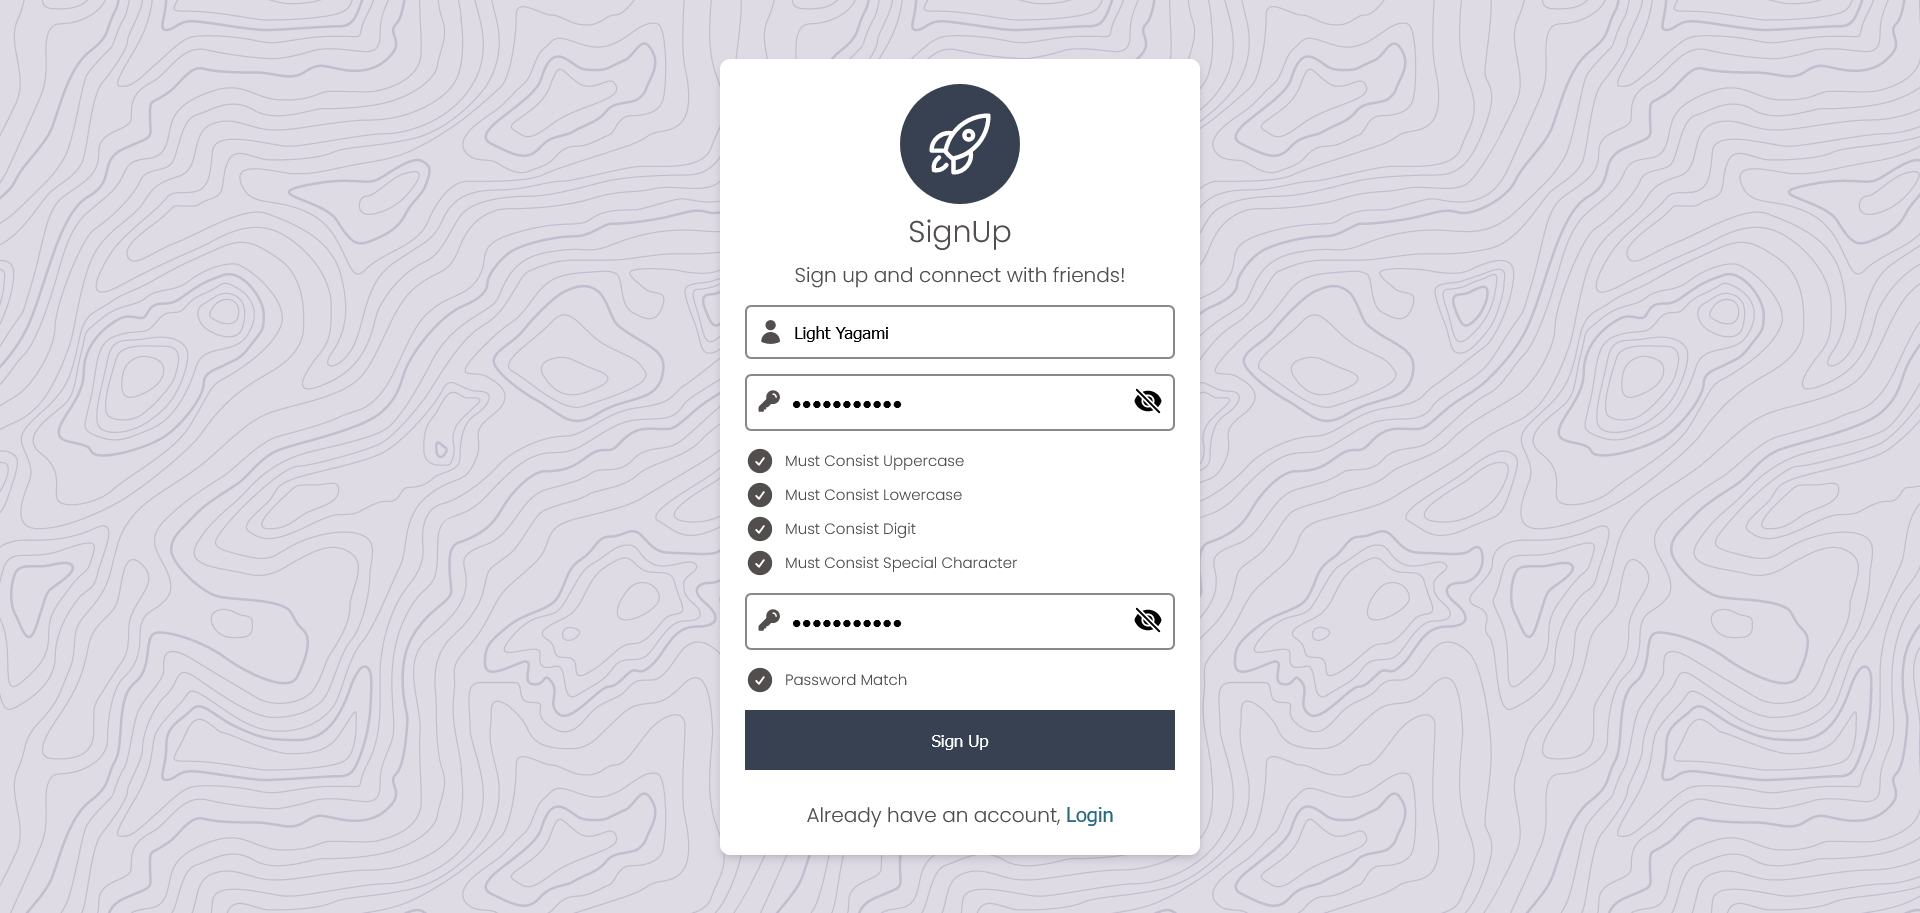 SignUp
Sign up and connect with friends!
Light Yagami
●●●●●●●●●●●
Must Consist Uppercase
Must Consist Lowercase
Must Consist Digit
Must Consist Special Character
●●●●●●●●●●●
Password Match
Sign Up
Already have an account, Login